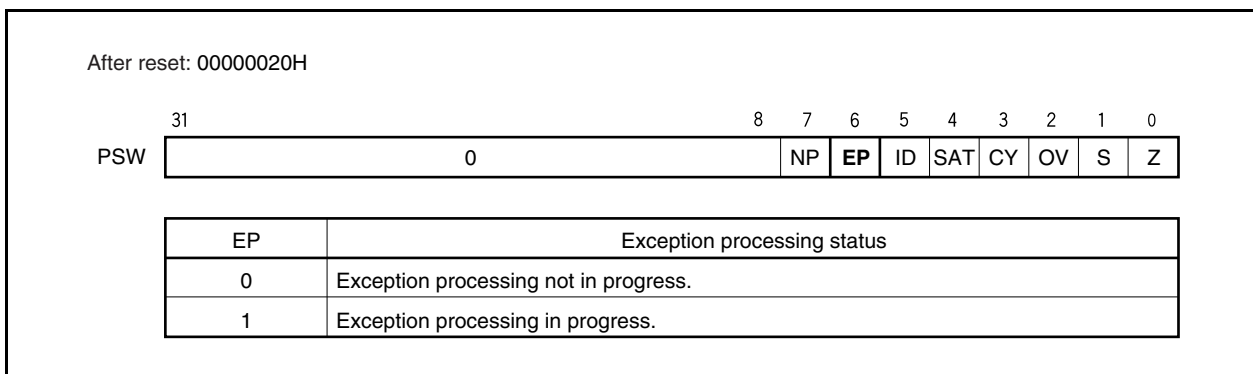 After reset: 00000020H
31 8 7 6 5 4 3 2 1 0
PSW 0 NP EP ID SAT CY OV S Z
EP Exception processing status
0 Exception processing not in progress.
1 Exception processing in progress.